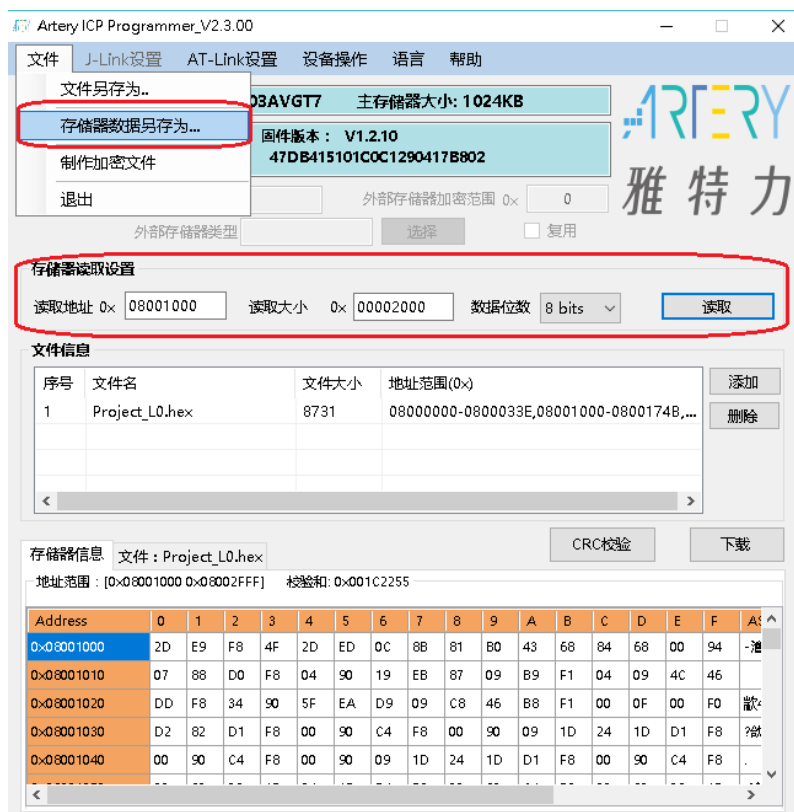 Artery ICP Programmer_V2.3.00
文件 J-Link设置 AT-Link设置 设备操作 语言 帮助
文件另存为..
存储器数据另存为...
制作加密文件
退出
03AVGT7 主存储器大小: 1024KB
固件版本： V1.2.10
47DB415101C0C1290417B802
ARTERY
雅特力
外部存储器加密范围 0x 0
外部存储器类型 选择 复用
存储器读取设置
读取地址 0x 08001000 读取大小 0x 00002000 数据位数 8 bits 读取
文件信息
序号 文件名 文件大小 地址范围(0x) 添加
1 Project_L0.hex 8731 08000000-0800033E,08001000-0800174B,... 删除
CRC校验 下载
存储器信息 文件 : Project_L0.hex
地址范围 : [0x08001000 0x08002FFF] 校验和: 0x001C2255
Address 0 1 2 3 4 5 6 7 8 9 A B C D E F
0x08001000 2D E9 F8 4F 2D ED 0C 8B 81 B0 43 68 84 68 00 94
0x08001010 07 88 D0 F8 04 90 19 EB 87 09 B9 F1 04 09 4C 46
0x08001020 DD F8 34 90 5F EA D9 09 C8 46 B8 F1 00 0F 00 F0
0x08001030 D2 82 D1 F8 00 90 C4 F8 00 90 09 1D 24 1D D1 F8
0x08001040 00 90 C4 F8 00 90 09 1D 24 1D D1 F8 00 90 C4 F8 .